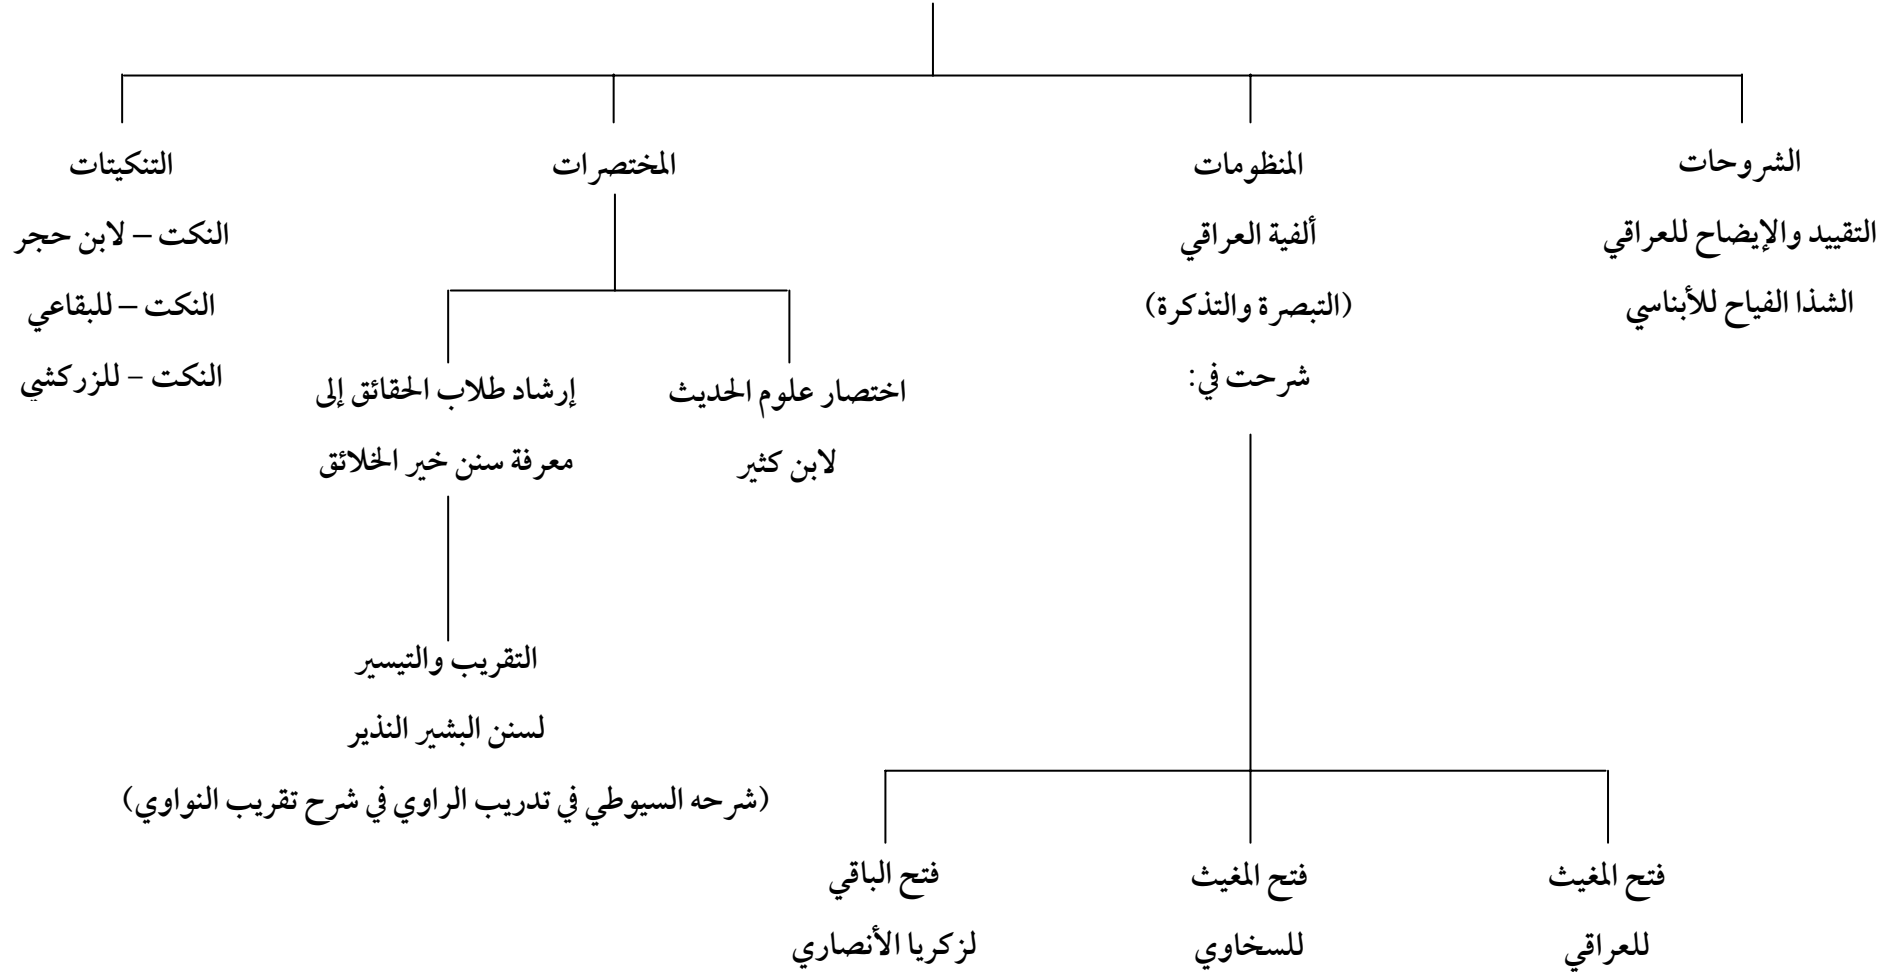 الشروحات
التقييد والإيضاح للعراقي
الشذا الفياح للأبناسي
المنظومات
ألفية العراقي
(التبصرة والتذكرة)
شرحت في:
فتح المغيث
للعراقي
فتح المغيث
للسخاوي
فتح الباقي
لزكريا الأنصاري
المختصرات
اختصار علوم الحديث
لابن كثير
إرشاد طلاب الحقائق إلى
معرفة سنن خير الخلائق
التقريب والتيسير
لسنن البشير النذير
(شرحه السيوطي في تدريب الراوي في شرح تقريب النواوي)
التنكيتات
النكت – لابن حجر
النكت – للبقاعي
النكت – للزركشي